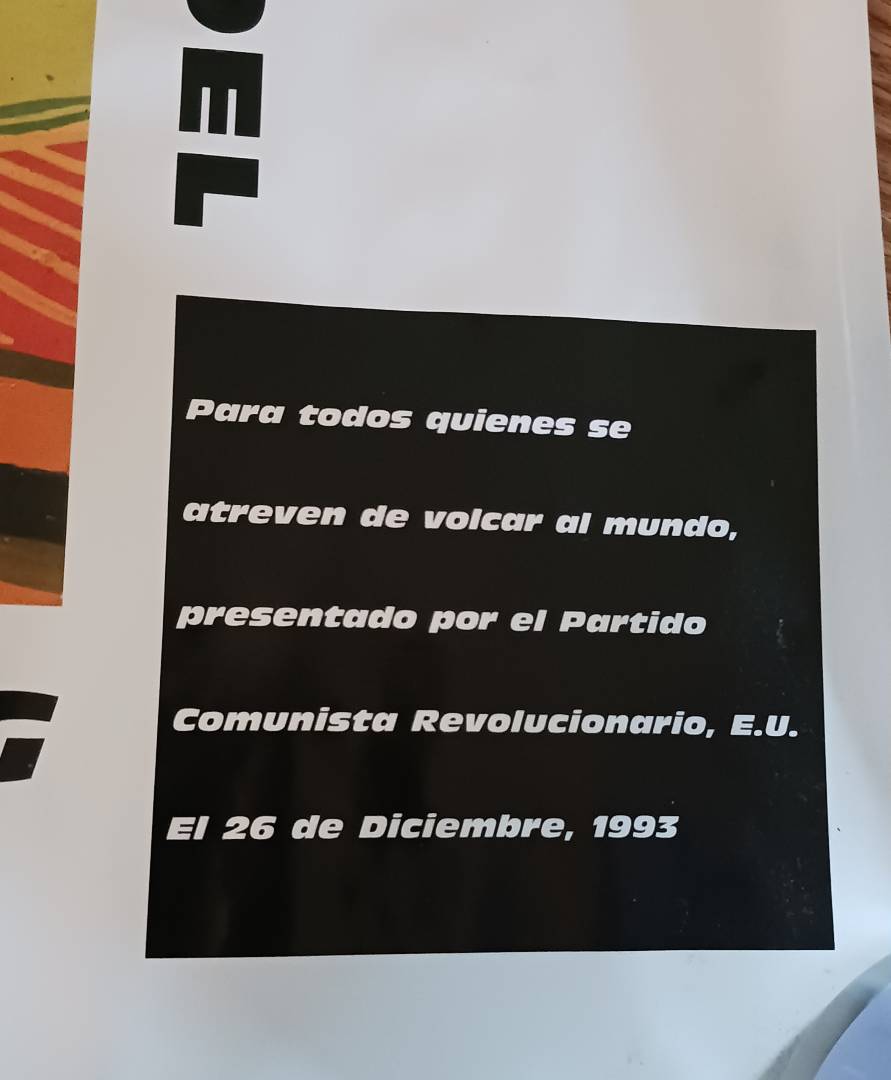 DEL
Para todos quienes se
atreven de volcar al mundo,
presentado por el Partido
Comunista Revolucionario, E.U.
El 26 de Diciembre, 1993